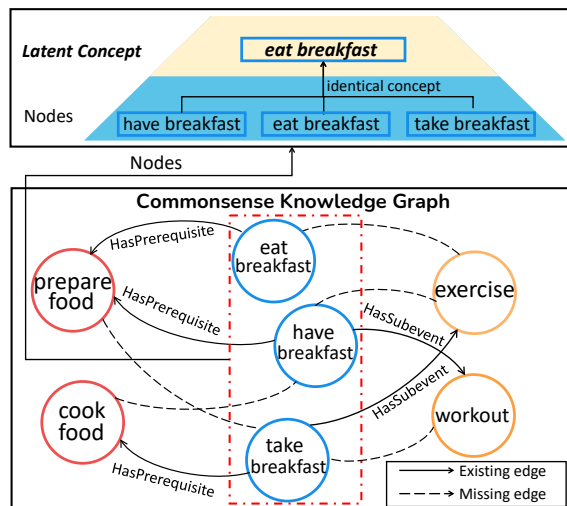 Latent Concept
eat breakfast
identical concept
Nodes
have breakfast
eat breakfast
take breakfast
Nodes
Commonsense Knowledge Graph
HasPrerequisite
eat
breakfast
prepare
food
exercise
HasPrerequisite
have
breakfast
HasSubevent
HasSubevent
cook
food
workout
take
breakfast
HasPrerequisite
Existing edge
Missing edge